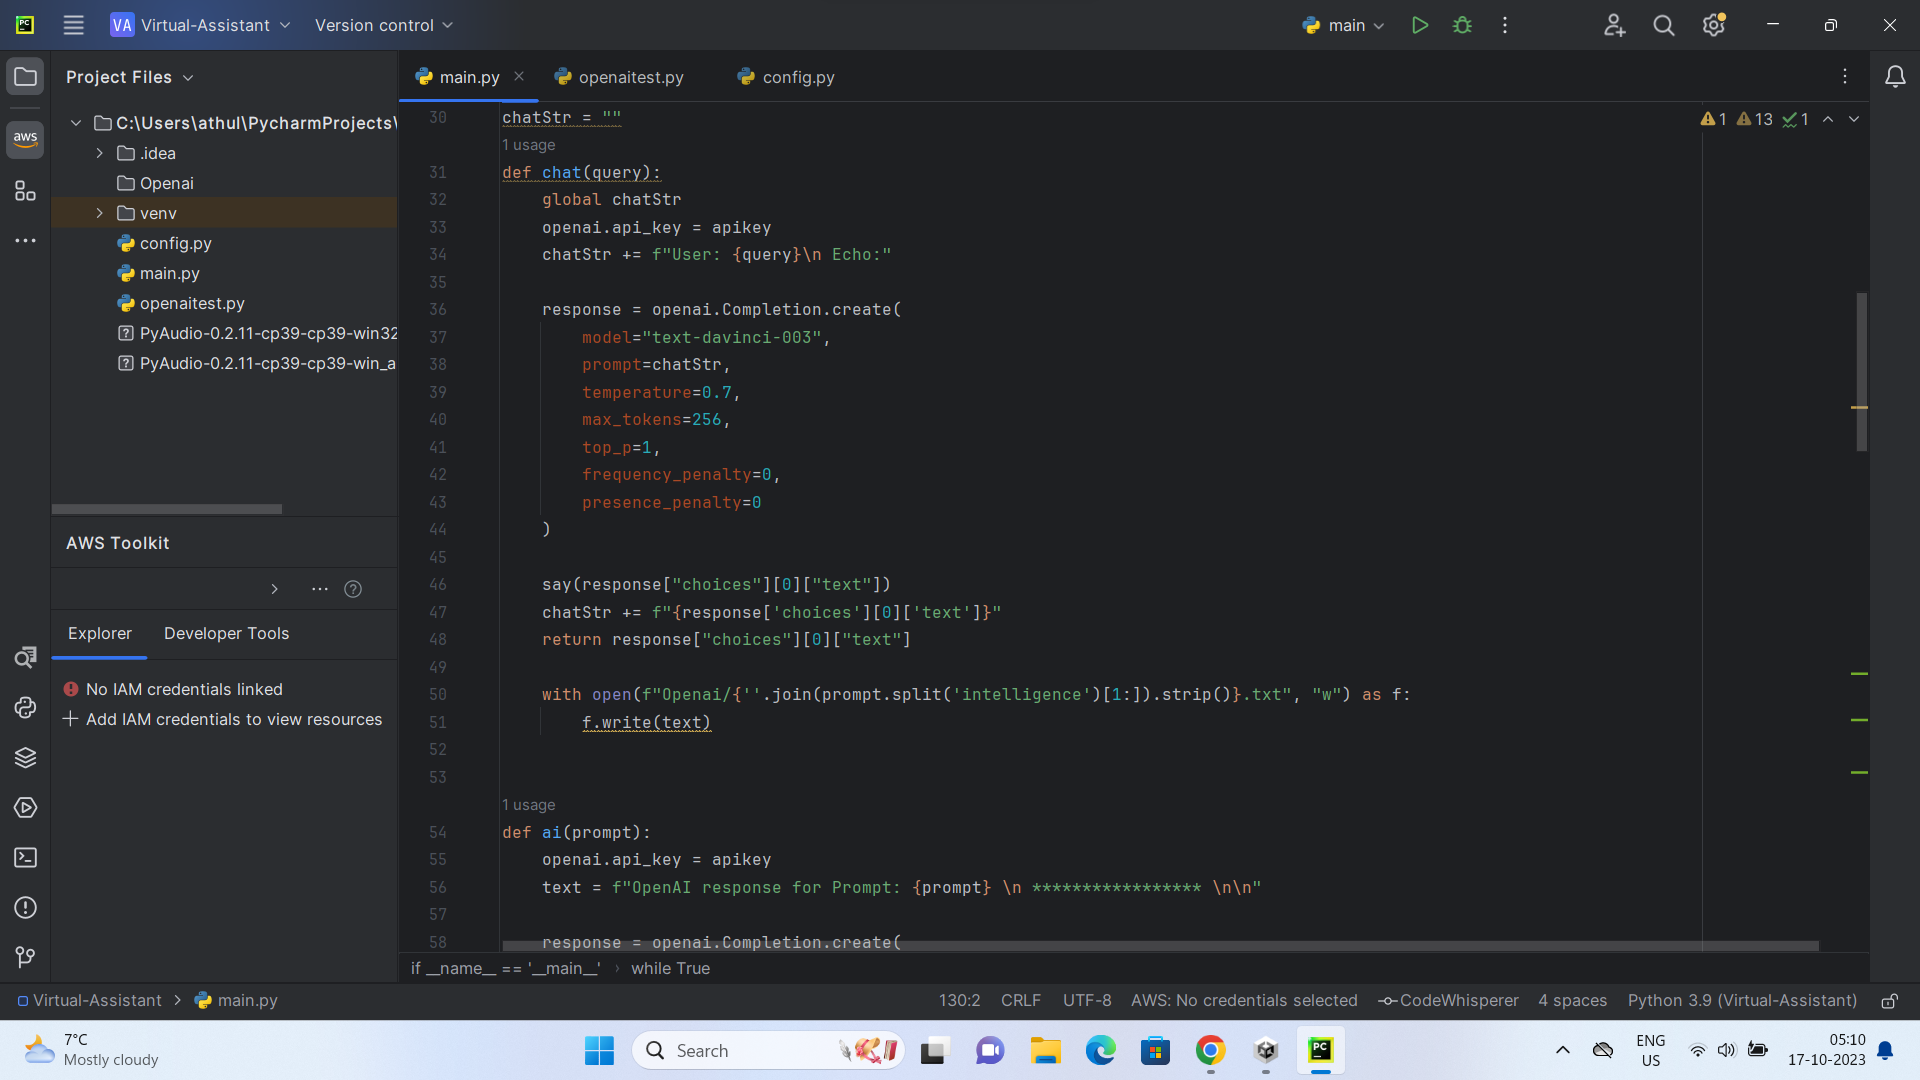 VA Virtual-Assistant
Version control
main
Project Files
main.py
openaitest.py
config.py
aws
C:\Users\athul\PycharmProjects\
.idea
Openai
venv
config.py
main.py
openaitest.py
PyAudio-0.2.11-cp39-cp39-win32
PyAudio-0.2.11-cp39-cp39-win_a
AWS Toolkit
Explorer
Developer Tools
No IAM credentials linked
Add IAM credentials to view resources
1 13 1
30 chatStr = ""
1 usage
31 def chat(query):
32 global chatStr
33 openai.api_key = apikey
34 chatStr += f"User: {query}\n Echo:"
35
36 response = openai.Completion.create(
37 model="text-davinci-003",
38 prompt=chatStr,
39 temperature=0.7,
40 max_tokens=256,
41 top_p=1,
42 frequency_penalty=0,
43 presence_penalty=0
44 )
45
46 say(response["choices"][0]["text"])
47 chatStr += f"{response['choices'][0]['text']}"
48 return response["choices"][0]["text"]
49
50 with open(f"Openai/{''.join(prompt.split('intelligence')[1:]).strip()}.txt", "w") as f:
51 f.write(text)
52
53
1 usage
54 def ai(prompt):
55 openai.api_key = apikey
56 text = f"OpenAI response for Prompt: {prompt} \n ***************** \n\n"
57
58 response = openai.Completion.create(
if __name__ == '__main__' › while True
Virtual-Assistant > main.py
130:2 CRLF UTF-8 AWS: No credentials selected CodeWhisperer 4 spaces Python 3.9 (Virtual-Assistant)
7°C
Mostly cloudy
Search
ENG
US
05:10
17-10-2023